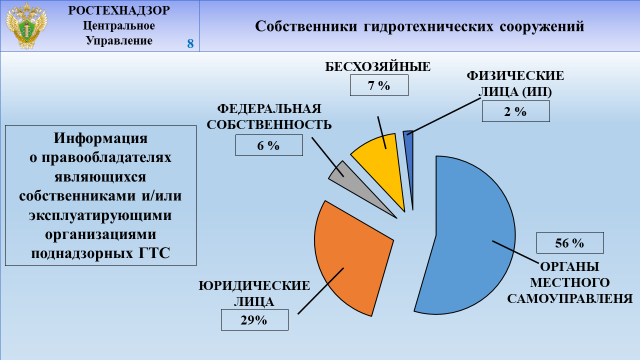 РОСТЕХНАДЗОР
Центральное
Управление
8
Собственники гидротехнических сооружений
БЕСХОЗЯЙНЫЕ
7 %
ФИЗИЧЕСКИЕ
ЛИЦА (ИП)
2 %
ФЕДЕРАЛЬНАЯ
СОБСТВЕННОСТЬ
6 %
Информация
о правообладателях
являющихся
собственниками и/или
эксплуатирующими
организациями
поднадзорных ГТС
56 %
ОРГАНЫ
МЕСТНОГО
САМОУПРАВЛЕНЯ
ЮРИДИЧЕСКИЕ
ЛИЦА
29%